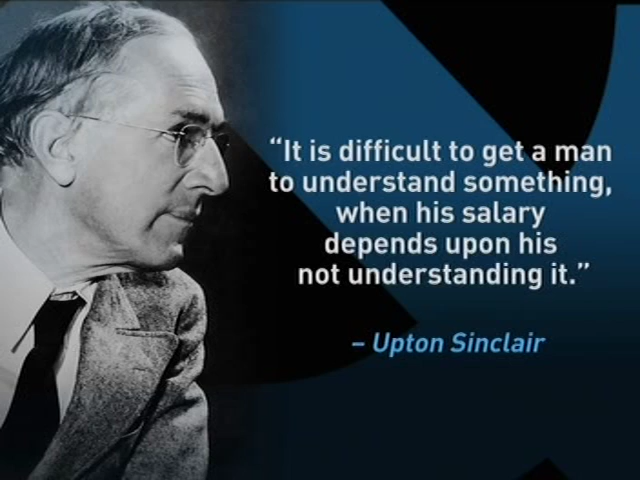 “It is difficult to get a man
to understand something,
when his salary
depends upon his
not understanding it.”
– Upton Sinclair